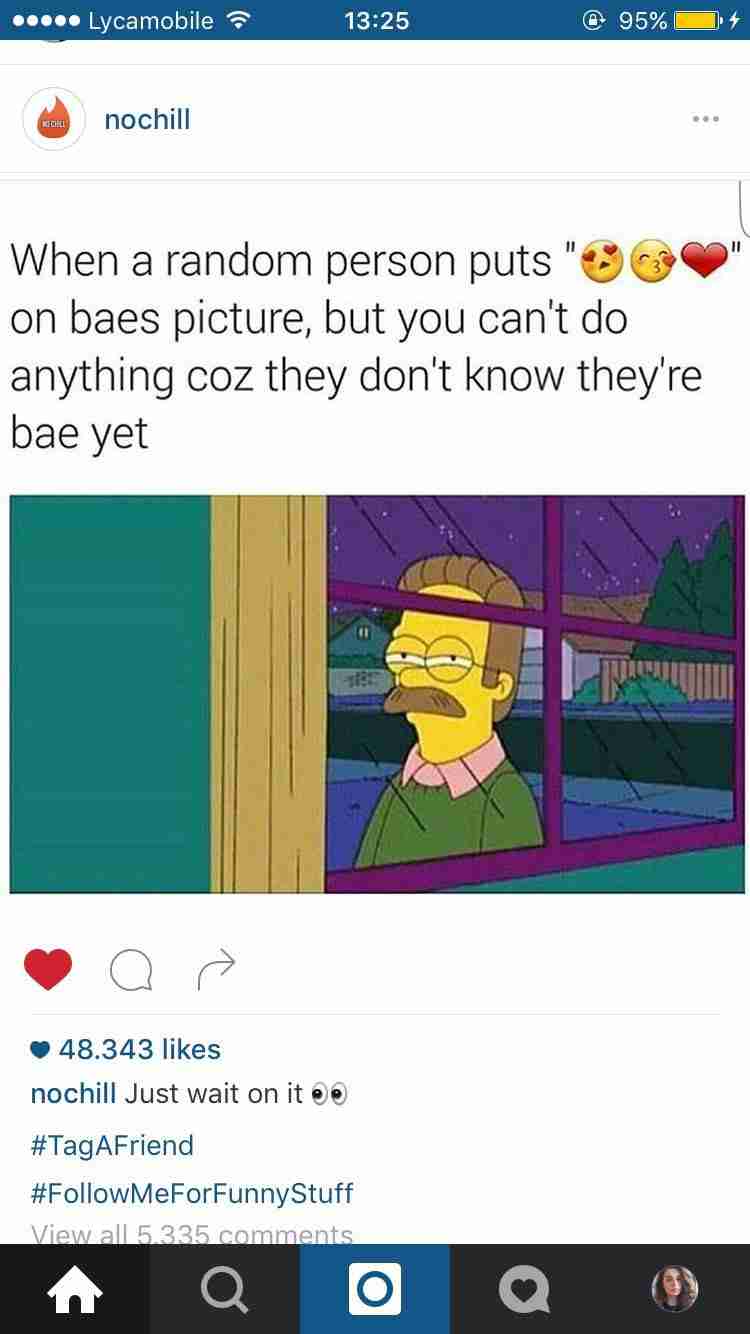 Lycamobile 13:25 95%
NO CHILL
nochill
When a random person puts "😍😘❤️"
on baes picture, but you can't do
anything coz they don't know they're
bae yet
48.343 likes
nochill Just wait on it 👀
#TagAFriend
#FollowMeForFunnyStuff
View all 5.335 comments